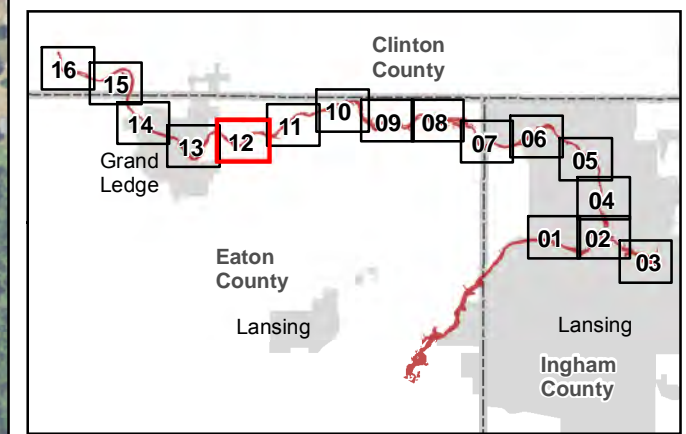 Clinton
County
16
15
14
13
12
11
10
09
08
07
06
05
04
03
02
01
Grand
Ledge
Eaton
County
Lansing
Lansing
Ingham
County